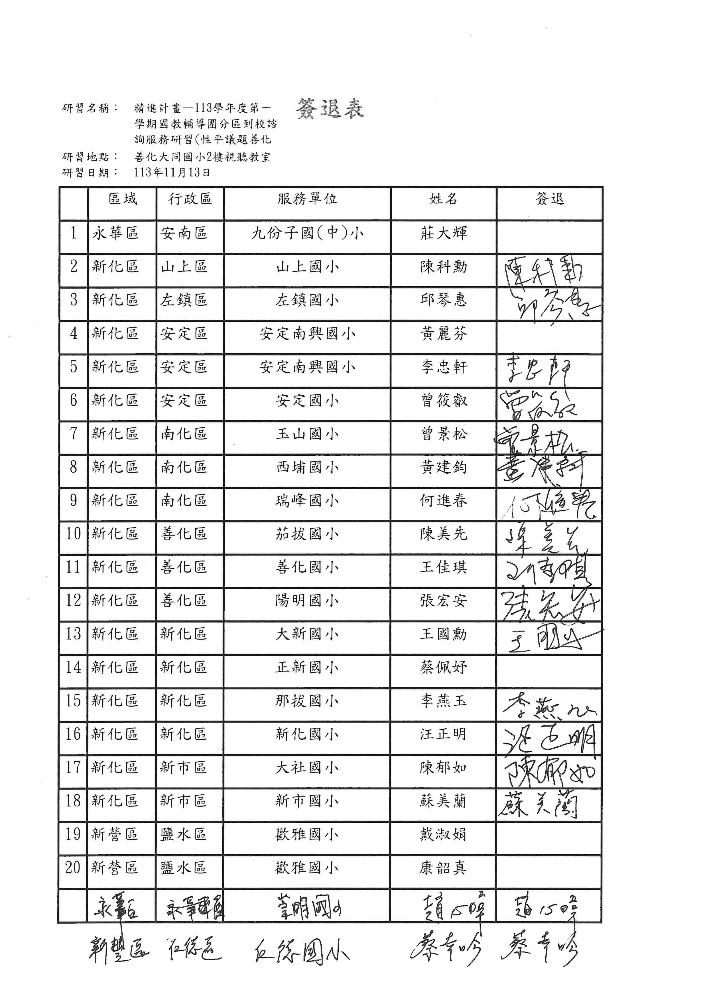 簽退表
研習名稱： 精進計畫—113學年度第一
學期國教輔導團分區到校諮
詢服務研習(性平議題善化
研習地點： 善化大同國小2樓視聽教室
研習日期： 113年11月13日
區域 行政區 服務單位 姓名 簽退
1 永華區 安南區 九份子國(中)小 莊大輝
2 新化區 山上區 山上國小 陳科勳 陳科勳
3 新化區 左鎮區 左鎮國小 邱琴惠 邱琴惠
4 新化區 安定區 安定南興國小 黃麗芬
5 新化區 安定區 安定南興國小 李忠軒 李忠軒
6 新化區 安定區 安定國小 曾筱叡 曾筱叡
7 新化區 南化區 玉山國小 曾景松 曾景松
8 新化區 南化區 西埔國小 黃建鈞 黃建鈞
9 新化區 南化區 瑞峰國小 何進春 何進春
10 新化區 善化區 茄拔國小 陳美先 陳美先
11 新化區 善化區 善化國小 王佳琪
12 新化區 善化區 陽明國小 張宏安 張宏安
13 新化區 新化區 大新國小 王國勳
14 新化區 新化區 正新國小 蔡佩妤
15 新化區 新化區 那拔國小 李燕玉 李燕玉
16 新化區 新化區 新化國小 汪正明 汪正明
17 新化區 新市區 大社國小 陳郁如 陳郁如
18 新化區 新市區 新市國小 蘇美蘭 蘇美蘭
19 新營區 鹽水區 歡雅國小 戴淑娟
20 新營區 鹽水區 歡雅國小 康韶真
永華區 崇明國小
新豐區 仁德區 仁德國小 蔡幸吟 蔡幸吟